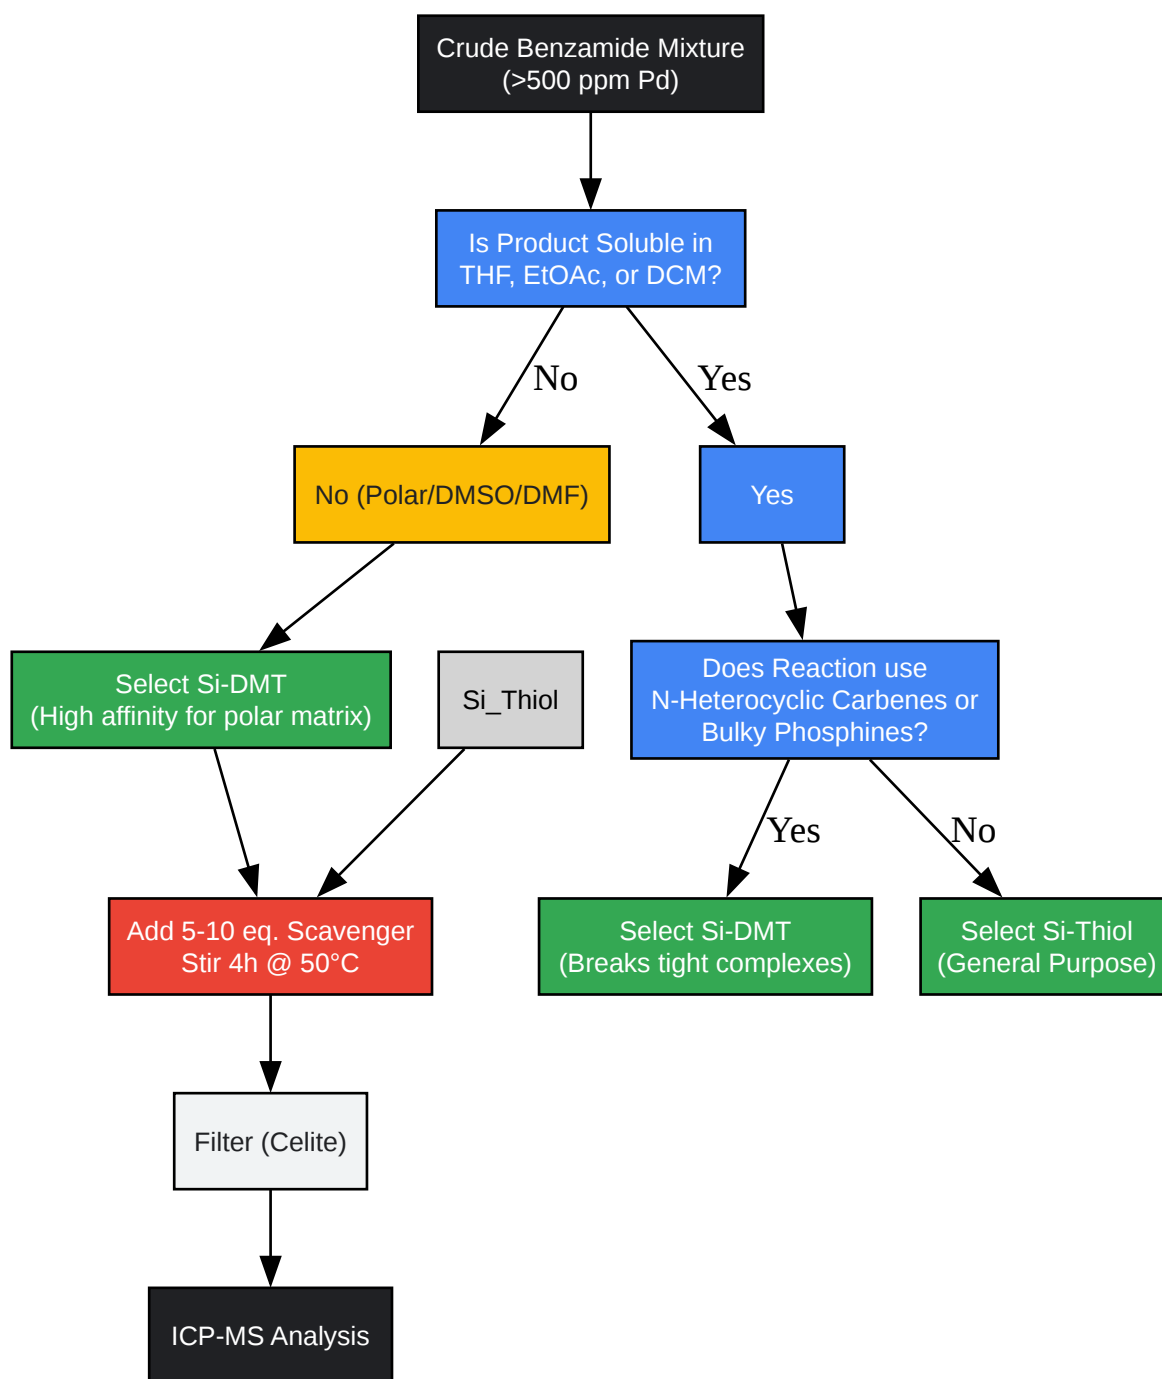 Crude Benzamide Mixture
(>500 ppm Pd)
Is Product Soluble in
THF, EtOAc, or DCM?
No
Yes
No (Polar/DMSO/DMF)
Yes
Select Si-DMT
(High affinity for polar matrix)
Si_Thiol
Does Reaction use
N-Heterocyclic Carbenes or
Bulky Phosphines?
Yes
No
Add 5-10 eq. Scavenger
Stir 4h @ 50°C
Select Si-DMT
(Breaks tight complexes)
Select Si-Thiol
(General Purpose)
Filter (Celite)
ICP-MS Analysis